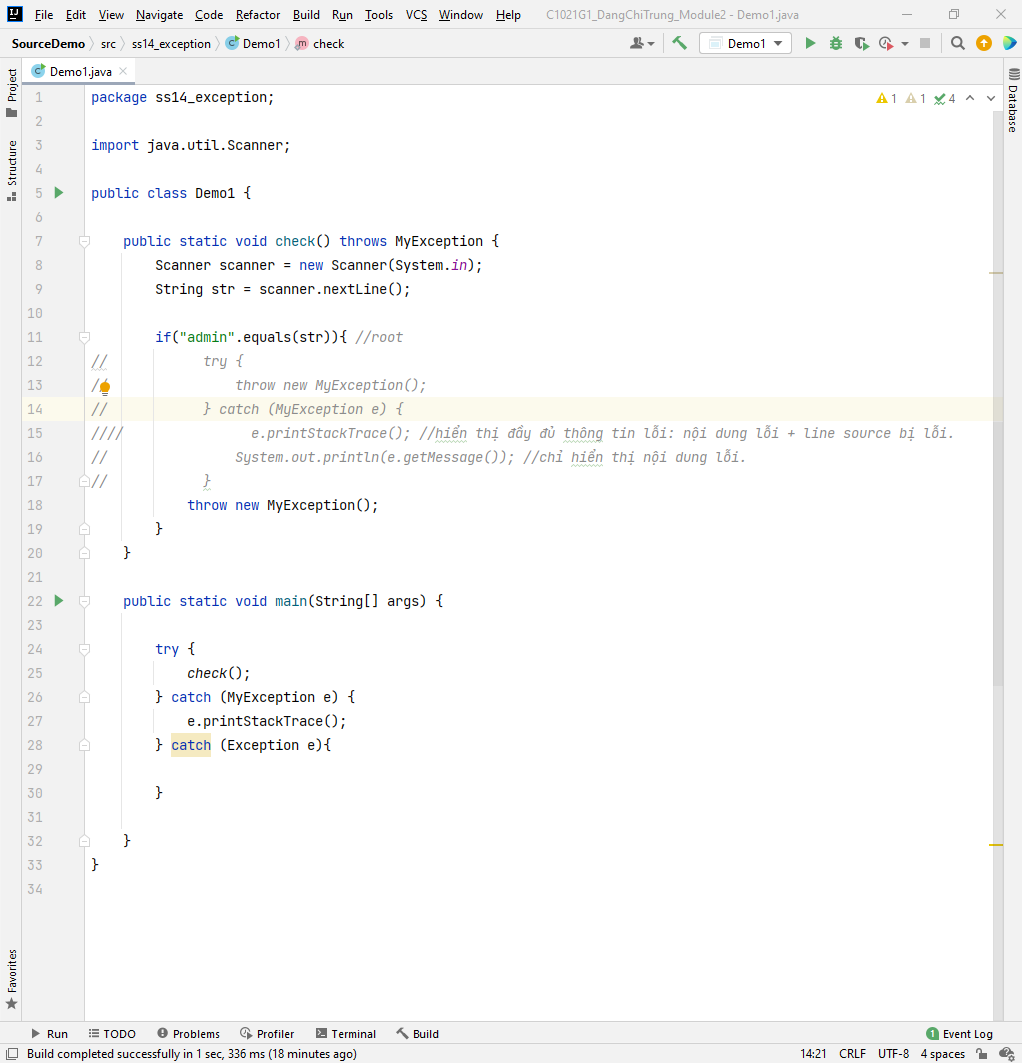 File Edit View Navigate Code Refactor Build Run Tools VCS Window Help C1021G1_DangChiTrung_Module2 - Demo1.java
SourceDemo src ss14_exception Demo1 check Demo1
Project
Structure
Favorites
Database
Demo1.java
1 package ss14_exception;
2
3 import java.util.Scanner;
4
5 public class Demo1 {
6
7 public static void check() throws MyException {
8 Scanner scanner = new Scanner(System.in);
9 String str = scanner.nextLine();
10
11 if("admin".equals(str)){ //root
12 // try {
13 // throw new MyException();
14 // } catch (MyException e) {
15 //// e.printStackTrace(); //hiển thị đầy đủ thông tin lỗi: nội dung lỗi + line source bị lỗi.
16 // System.out.println(e.getMessage()); //chỉ hiển thị nội dung lỗi.
17 // }
18 throw new MyException();
19 }
20 }
21
22 public static void main(String[] args) {
23
24 try {
25 check();
26 } catch (MyException e) {
27 e.printStackTrace();
28 } catch (Exception e){
29
30 }
31
32 }
33 }
34
1 1 4
Run TODO Problems Profiler Terminal Build 1 Event Log
Build completed successfully in 1 sec, 336 ms (18 minutes ago) 14:21 CRLF UTF-8 4 spaces